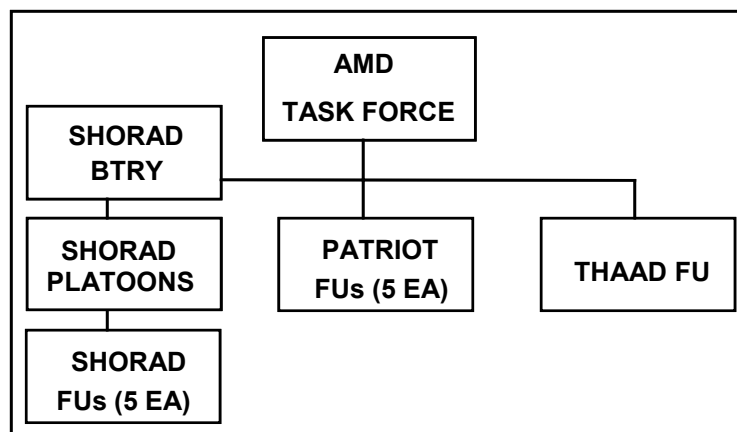 AMD
TASK FORCE
SHORAD
BTRY
SHORAD
PLATOONS
PATRIOT
FUs (5 EA)
THAAD FU
SHORAD
FUs (5 EA)